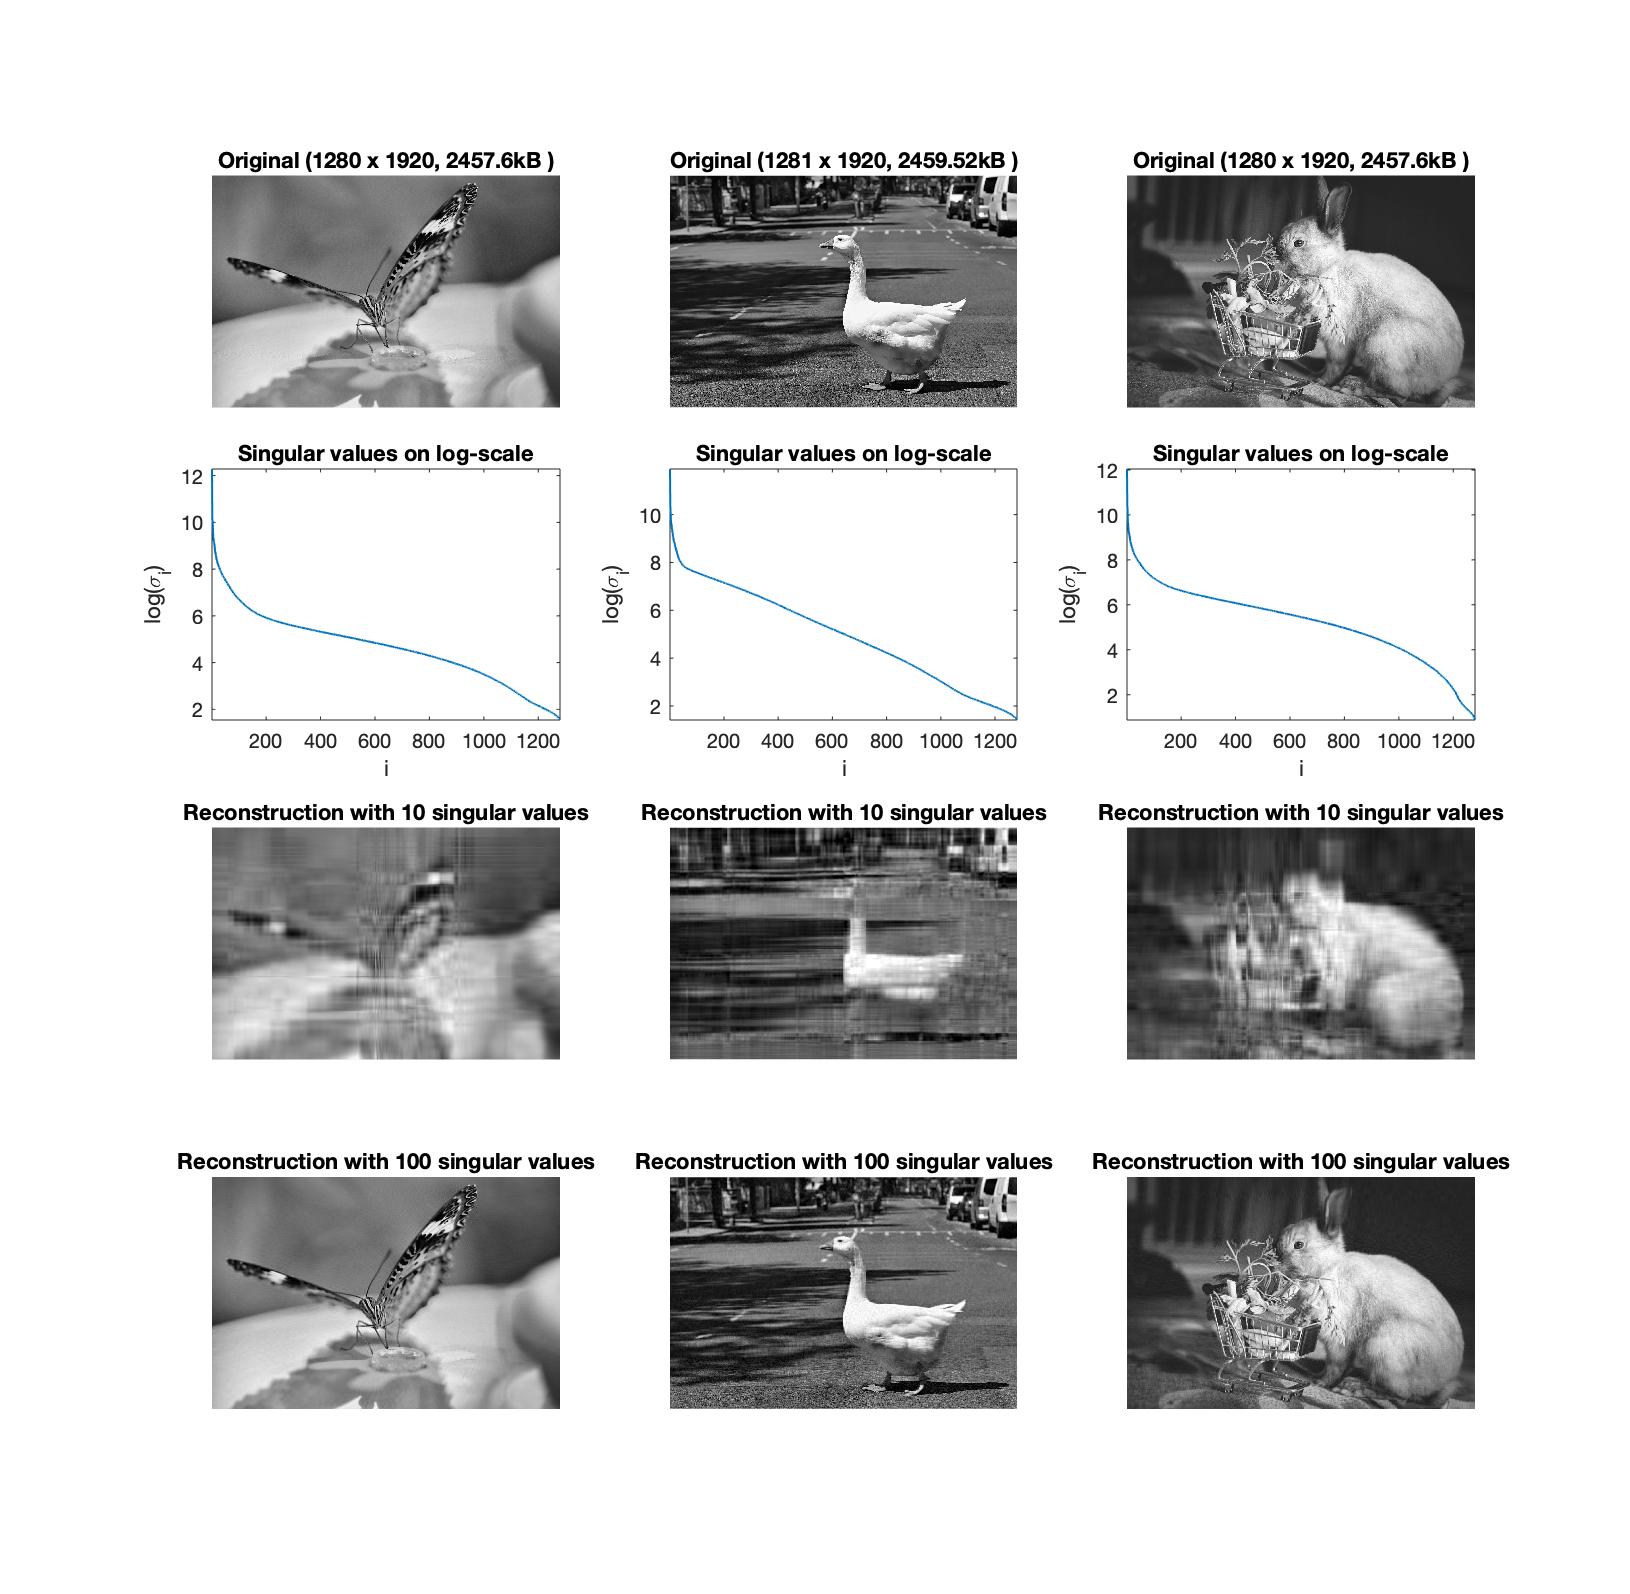 Original (1280 x 1920, 2457.6kB )
Original (1281 x 1920, 2459.52kB )
Original (1280 x 1920, 2457.6kB )
Singular values on log-scale
12
10
8
6
4
2
log(σi)
200 400 600 800 1000 1200
i
Singular values on log-scale
10
8
6
4
2
log(σi)
200 400 600 800 1000 1200
i
Singular values on log-scale
12
10
8
6
4
2
log(σi)
200 400 600 800 1000 1200
i
Reconstruction with 10 singular values
Reconstruction with 10 singular values
Reconstruction with 10 singular values
Reconstruction with 100 singular values
Reconstruction with 100 singular values
Reconstruction with 100 singular values